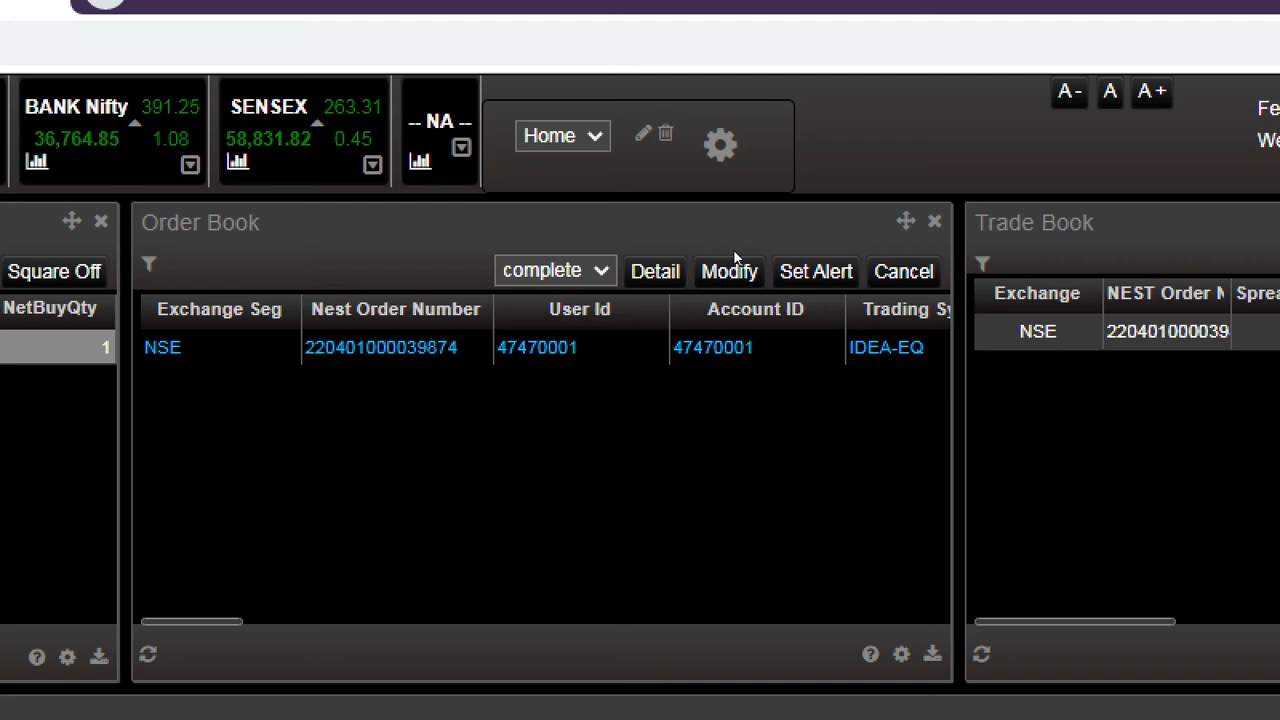 BANK Nifty 391.25
36,764.85 1.08
SENSEX 263.31
58,831.82 0.45
-- NA --
Home
A- A A+
Fe
We
Square Off
NetBuyQty
1
Order Book
complete Detail Modify Set Alert Cancel
Exchange Seg Nest Order Number User Id Account ID Trading Sy
NSE 220401000039874 47470001 47470001 IDEA-EQ
Trade Book
Exchange NEST Order N Sprea
NSE 220401000039